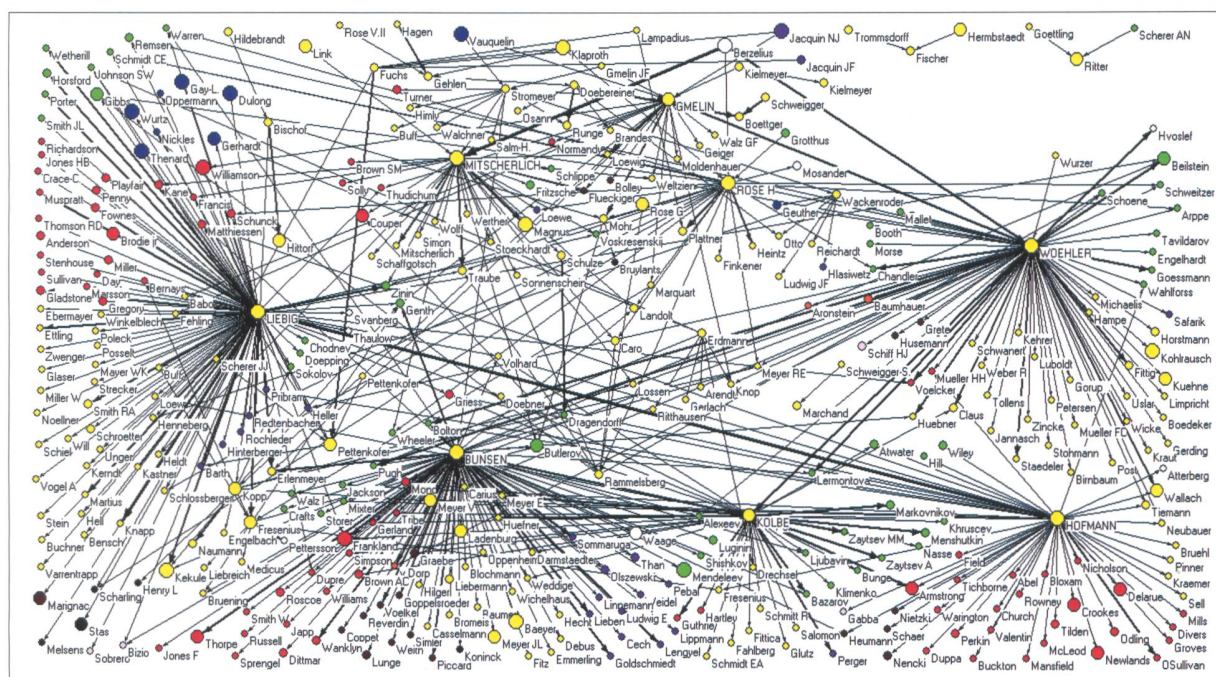 Warren
Remsen
Wetherill
Schmidt CE
Horsford
Johnson SW
Gibbs
Porter
Smith JL
Richardson
Jones HB
Crace-C
Muspratt
Thomson RD
Anderson
Stenhouse
Sullivan
Gladstone
Ebermayer
Ettling
Zwenger
Glaser
Miller W
Noellner
Schiel
Vogel A
Stein
Buchner
Varrentrapp
Marignac
Melsens
Hildebrandt
Link
Rose V.II
Hagen
Fuchs
Gehlen
Vauquelin
Klaproth
Lampadius
Berzelius
Jacquin NJ
Jacquin JF
Trommsdorff
Fischer
Hermbstaedt
Goettling
Ritter
Scherer AN
Gay-L.
Oppermann
Wurtz
Nickles
Thenard
Dulong
Gerhardt
Bischof
Williamson
Turner
Himly
Buff
Walchner
Stromeyer
Osann
Salm-H.
Gmelin JF
Doebereiner
Runge
Normandy
Brandes
Loewig
GMELIN
Kielmeyer
Kielmeyer
Schweigger
Boettger
Walz GF
Geiger
Moldenhauer
Grotthus
Mosander
MITSCHERLICH
Brown SM
Solly
Thudichum
Couper
Schlippe
Fritzsche
Bolley
Flueckiger
Weltzien
ROSE H
Rose G
Loewe
Magnus
Mohr
Voskresenskij
Plattner
Geuther
Wackenroder
Otto
Reichardt
Heintz
Finkener
Ludwig JF
Wurzer
Hvoslef
Beilstein
Schweitzer
Schoene
Arppe
Mallet
Booth
Morse
Hlasiwetz
Chandler
WOEHLER
Tavildarov
Engelhardt
Goessmann
Wahlforss
Playfair
Penny
Kane
Francis
Fownes
Schunck
Matthiessen
Brodie jr
Hittorf
Miller
Day
Marsson
Bernays
Gregory
Babo
Winkelblech
Fehling
Poleck
Posselt
LIEBIG
Mayer WK
Buff
Scherer JJ
Strecker
Loewe
Smith RA
Henneberg
Schroetter
Will
Unger
Heldt
Kerndt
Kastner
Martius
Hell
Bensch
Knapp
Scharling
Stas
Sobrero
Bizio
Werther
Wolff
Simon
Mitscherlich
Schaffgotsch
Stoeckhardt
Traube
Schulze
Sonnenschein
Bruylants
Zinin
Genth
Svanberg
Thaulow
Chodnev
Doepping
Sokolov
Marquart
Landolt
Caro
Erdmann
Aronstein
Baumhauer
Volhard
Pettenkofer
Griess
Doebner
Lossen
Arendt
Gerlach
Knop
Meyer RE
Ritthausen
Dragendorff
Schweigger-S.
Marchand
Schiff HJ
Husemann
Grete
Voelcker
Mueller HH
Huebner
Schwanert
Weber R
Kehrer
Luboldt
Gorup
Michaelis
Hampe
Safarik
Horstmann
Kohlrausch
Fittig
Kuehne
Limpricht
Uslar
Boedeker
Wicke
Kraut
Gerding
Claus
Tollens
Petersen
Zincke
Mueller FC
Jannasch
Stohmann
Staedeler
Birnbaum
Post
Atterberg
Wallach
Tiemann
Pribram
Redtenbacher
Rochleder
Hinterberger
Heller
Pettenkofer
Bolton
Wheeler
BUNSEN
Butlerov
Rammelsberg
Barth
Kopp
Schlossberger
Erlenmeyer
Pugh
Walz I
Crafts
Jackson
Mixter
Storer
Mond
Meyer V
Tribe
Gerland
Carius
Meyer E
Huefner
Ladenburg
Fresenius
Engelbach
Naumann
Kekule
Liebreich
Medicus
Henry L
Bruening
Pettersson
Frankland
Simpson
Dupre
Brown AC
Graebe
Dorp
Oppenheim
Darmstaedter
Blochmann
Liebermann
Weddige
Wichelhaus
Hilger
Goppelsroeder
Voelkel
Reverdin
Bromeis
Casselmann
Baeyer
Roscoe
Williams
Smith W
Thorpe
Russell
Japp
Wanklyn
Coppet
Wein
Simler
Jones F
Sprengel
Dittmar
Lunge
Piccard
Koninck
Meyer JL
Fitz
Emmerling
Debus
Goldschmiedt
Cech
Hecht
Lieben
Linnemann
Olszewski
Sommaruga
Waage
Than
Mendeleev
Ludwig E
Lengyel
Pebal
Guthrey
Lippmann
Hartley
Schmidt EA
Fahlberg
Fittica
Glutz
Alexeev
Luginin
Shishkov
KOLBE
Drechsel
Fresenius
Schmitt R
Salomon
Perger
Bazarov
Ljubavin
Klimenko
Gabba
Heumann
Atwater
Wiley
Hill
Lermontova
Markovnikov
Zaytsev MM
Zaytsev A
Khruscev
Menshutkin
Nasse
Bunge
HOFMANN
Armstrong
Nietzki
Schaer
Nencki
Field
Tichborne
Warington
Duppa
Perkin
Buckton
Abel
Bloxam
Rowney
Church
Valentin
Mansfield
Nicholson
Crookes
Tilden
McLeod
Newlands
Delarue
Odling
OSullivan
Neubauer
Bruehl
Pinner
Kraemer
Sell
Mills
Divers
Groves